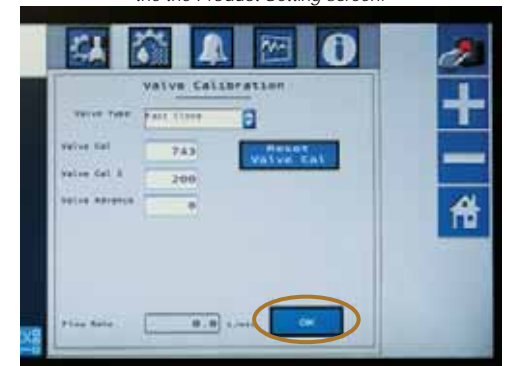 the the Product Setting screen.
Valve Calibration
Valve Type Fast Close
Valve Cal 743 Reset Valve Cal
Valve Cal 2 200
Valve Advance 0
Flow Rate 0.0 OK